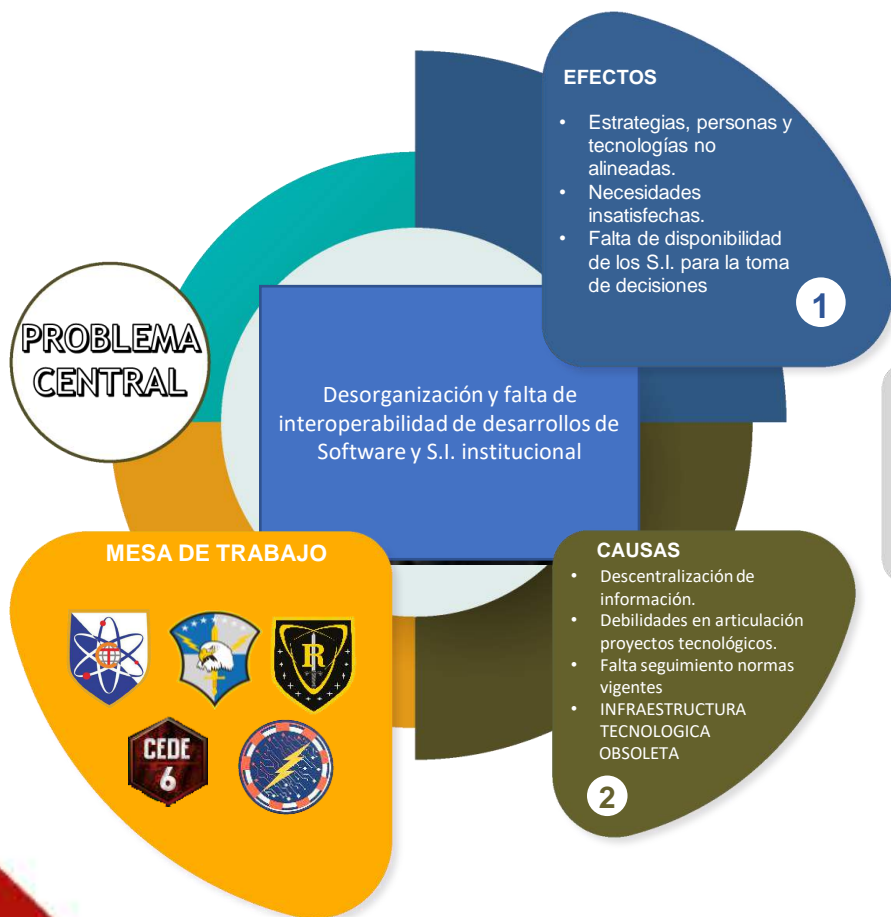 EFECTOS
• Estrategias, personas y
tecnologías no
alineadas.
• Necesidades
insatisfechas.
• Falta de disponibilidad
de los S.I. para la toma
de decisiones
1
PROBLEMA
CENTRAL
Desorganización y falta de
interoperabilidad de desarrollos de
Software y S.I. institucional
MESA DE TRABAJO
T
R
CEDE
6
CAUSAS
• Descentralización de
información.
• Debilidades en articulación
proyectos tecnológicos.
• Falta seguimiento normas
vigentes
• INFRAESTRUCTURA
TECNOLOGICA
OBSOLETA
2